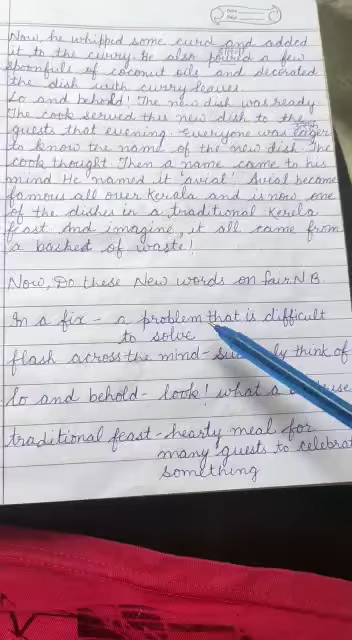 Now, he whipped some curd and added
it to the curry. He also poured a few
spoonfuls of coconut oils and decorated
the dish with curry leaves.
Lo and behold! The new dish was ready
The cook served this new dish to the
guests that evening. Everyone was eager
to know the name of the new dish. The
cook thought. Then a name came to his
mind He named it 'avial'. Avial became
famous all over Kerala and is now one
of the dishes in a traditional Kerela
feast. And imagine, it all came from
a basked of waste!
Now, Do these New words on fair N.B.
In a fix - a problem that is difficult
to solve
flash across the mind - think of
Lo and behold - look! what a
traditional feast - hearty meal for
many guests to celebrat
something